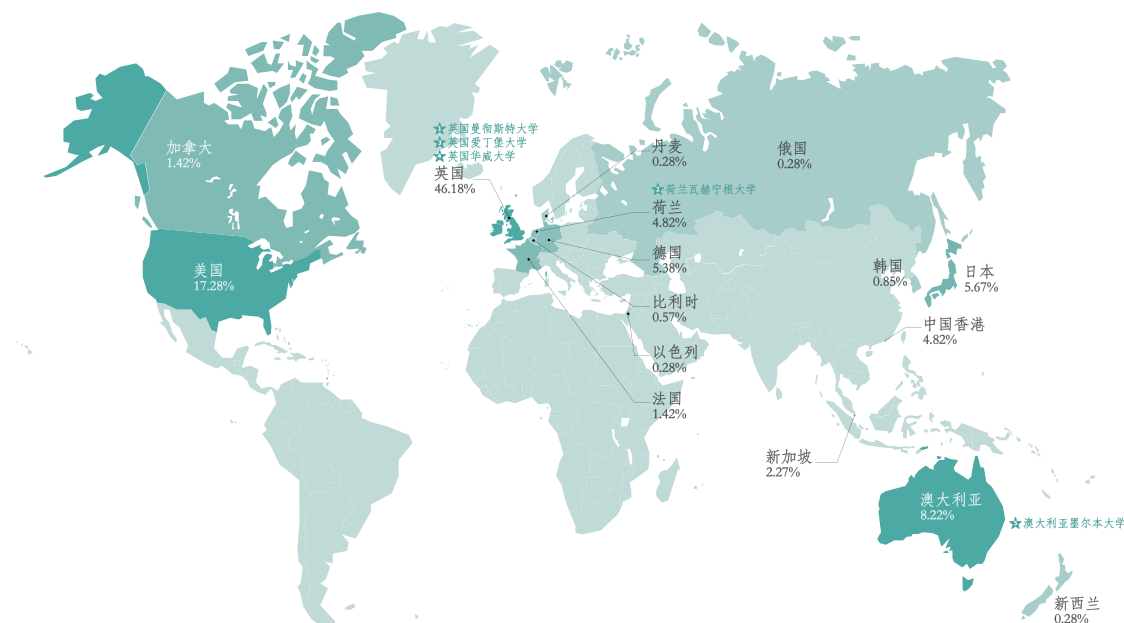 ☆英国曼彻斯特大学
☆英国爱丁堡大学
☆英国华威大学
英国
46.18%
加拿大
1.42%
丹麦
0.28%
俄国
0.28%
☆荷兰瓦赫宁根大学
荷兰
4.82%
德国
5.38%
美国
17.28%
韩国
0.85%
日本
5.67%
比利时
0.57%
中国香港
4.82%
以色列
0.28%
法国
1.42%
新加坡
2.27%
澳大利亚
8.22%
☆澳大利亚墨尔本大学
新西兰
0.28%